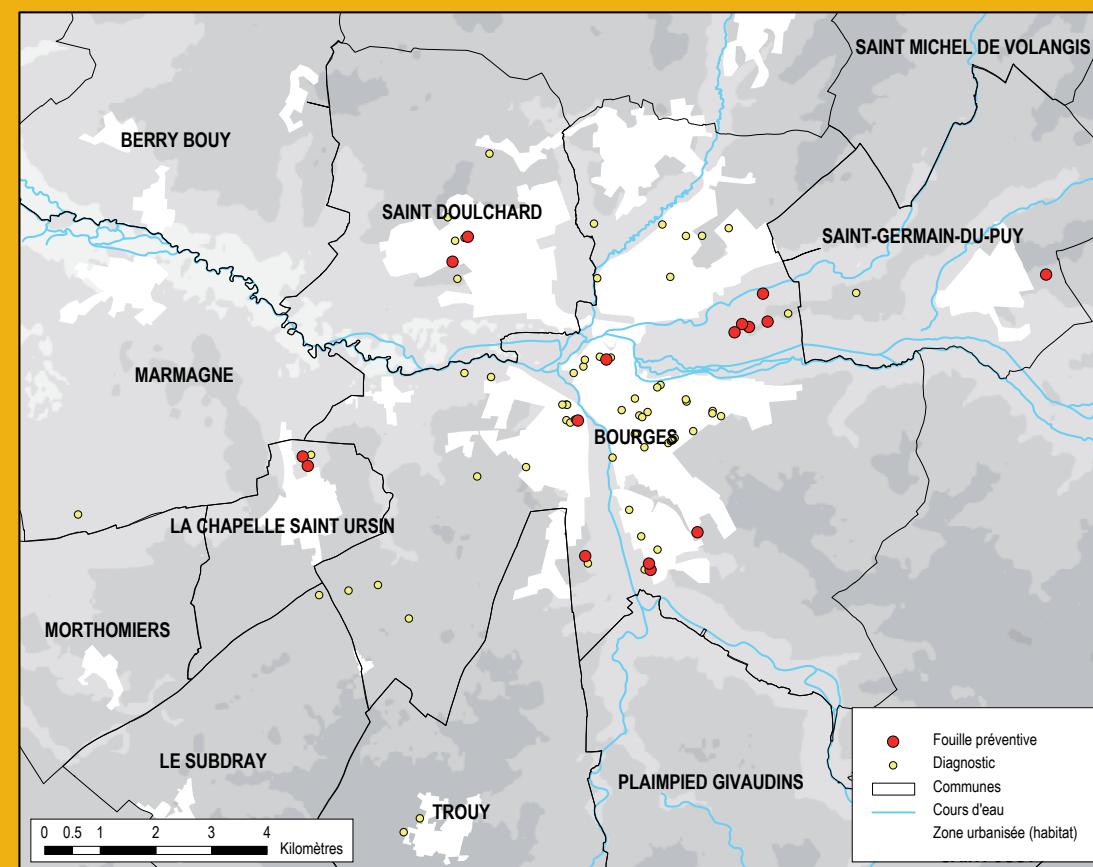 SAINT MICHEL DE VOLANGIS
BERRY BOUY
SAINT DOULCHARD
SAINT-GERMAIN-DU-PUY
MARMAGNE
BOURGES
LA CHAPELLE SAINT URSIN
MORTHOMIERS
LE SUBDRAY
PLAIMPIED GIVAUDINS
TROUY
Fouille préventive
Diagnostic
Communes
Cours d'eau
Zone urbanisée (habitat)
0 0.5 1 2 3 4
Kilomètres